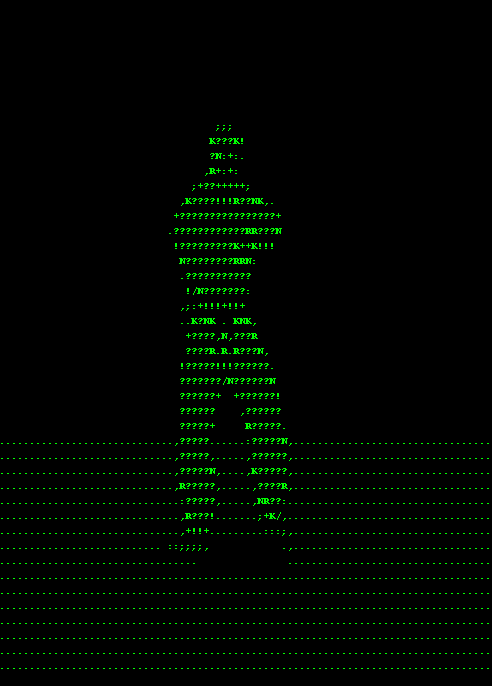 ;;;
K???K!
?N:+:.
,R+:+:
;+??+++++;
,K????!!!R??NK,.
+????????????????+
.????????????RR???N
!?????????K++K!!!
N????????RRN:
.???????????
!/N???????:
,;:+!!!+!!+
..K?NK . KNK,
+????,N,???R
????R.R.R???N,
!?????!!!??????.
???????/N??????N
??????+  +??????!
??????    ,??????
?????+     R?????.
.............................,?????......:?????N,.................................
.............................,?????,.....,??????,.................................
.............................,?????N,....,K?????,.................................
.............................,R?????,.....,????R,.................................
..............................:?????,.....,NR??:..................................
..............................,R???!.......;+K/,..................................
..............................,+!!+.........:::;,.................................
........................... ::;;;;,            .,.................................
................................................                ..................................
..................................................................................
..................................................................................
..................................................................................
..................................................................................
..................................................................................
..................................................................................
..................................................................................